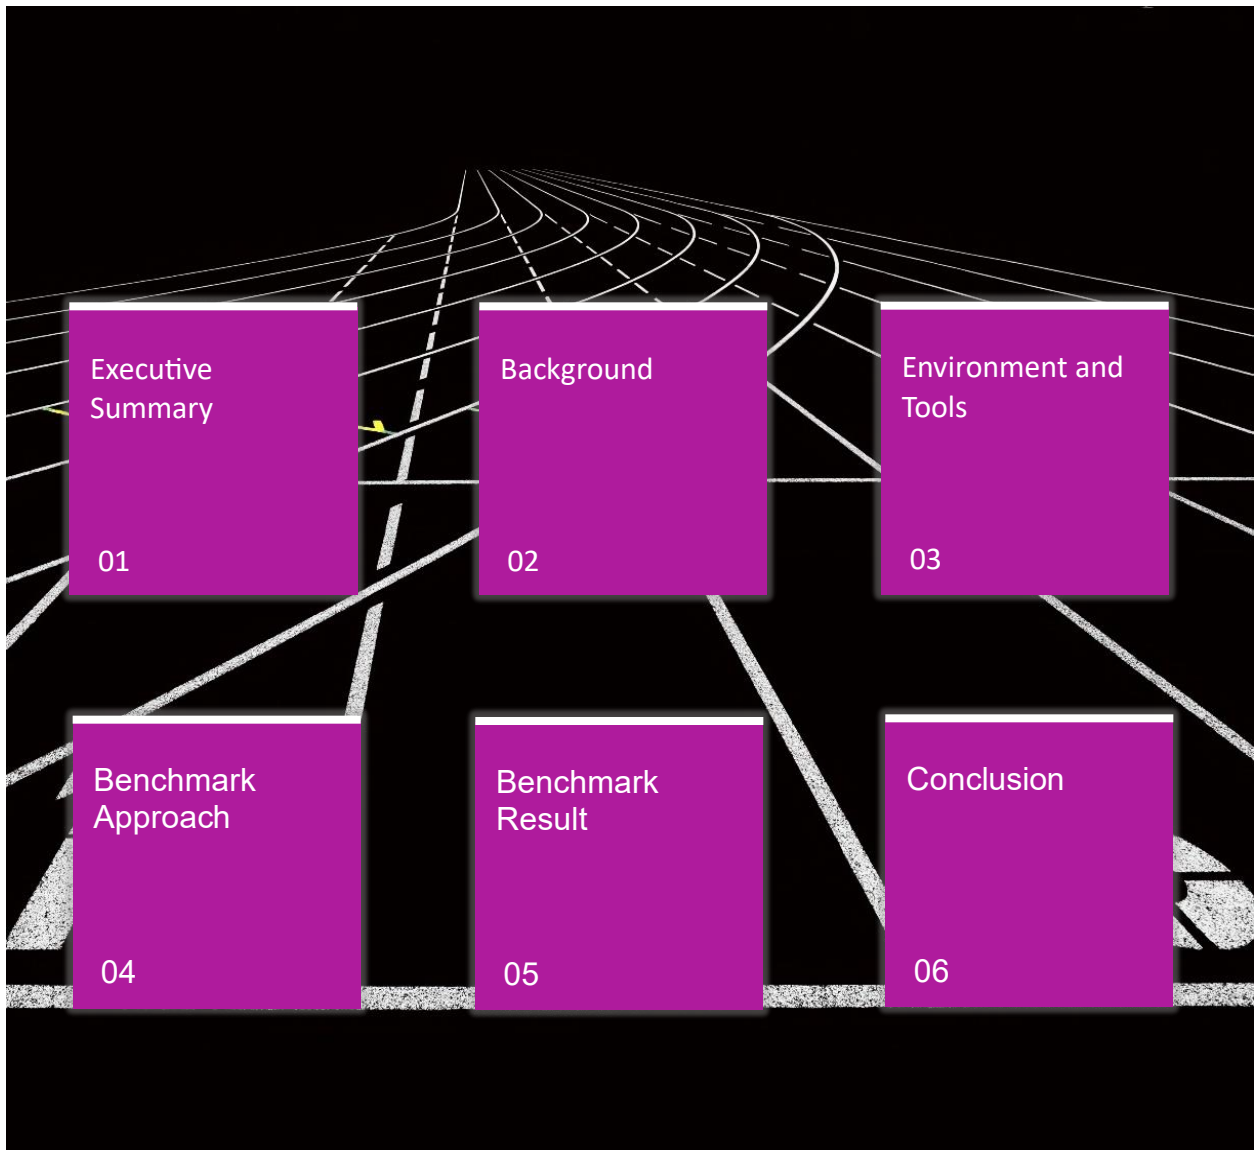 Executive
Summary
01
Background
02
Environment and
Tools
03
Benchmark
Approach
04
Benchmark
Result
05
Conclusion
06